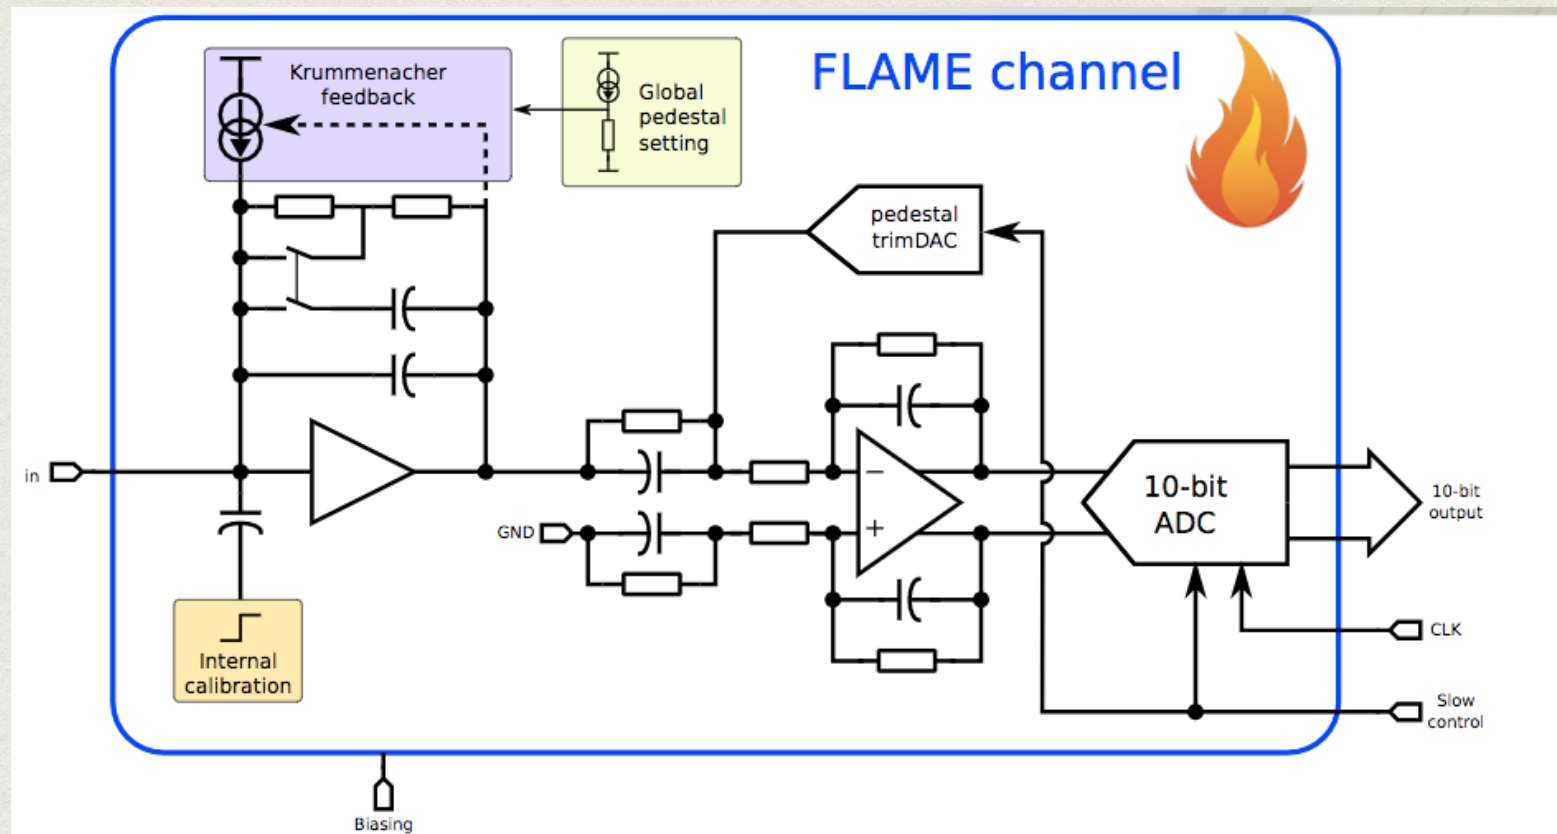 FLAME channel
Krummenacher
feedback
Global
pedestal
setting
pedestal
trimDAC
in
GND
−
+
10-bit
ADC
10-bit
output
Internal
calibration
CLK
Slow
control
Biasing